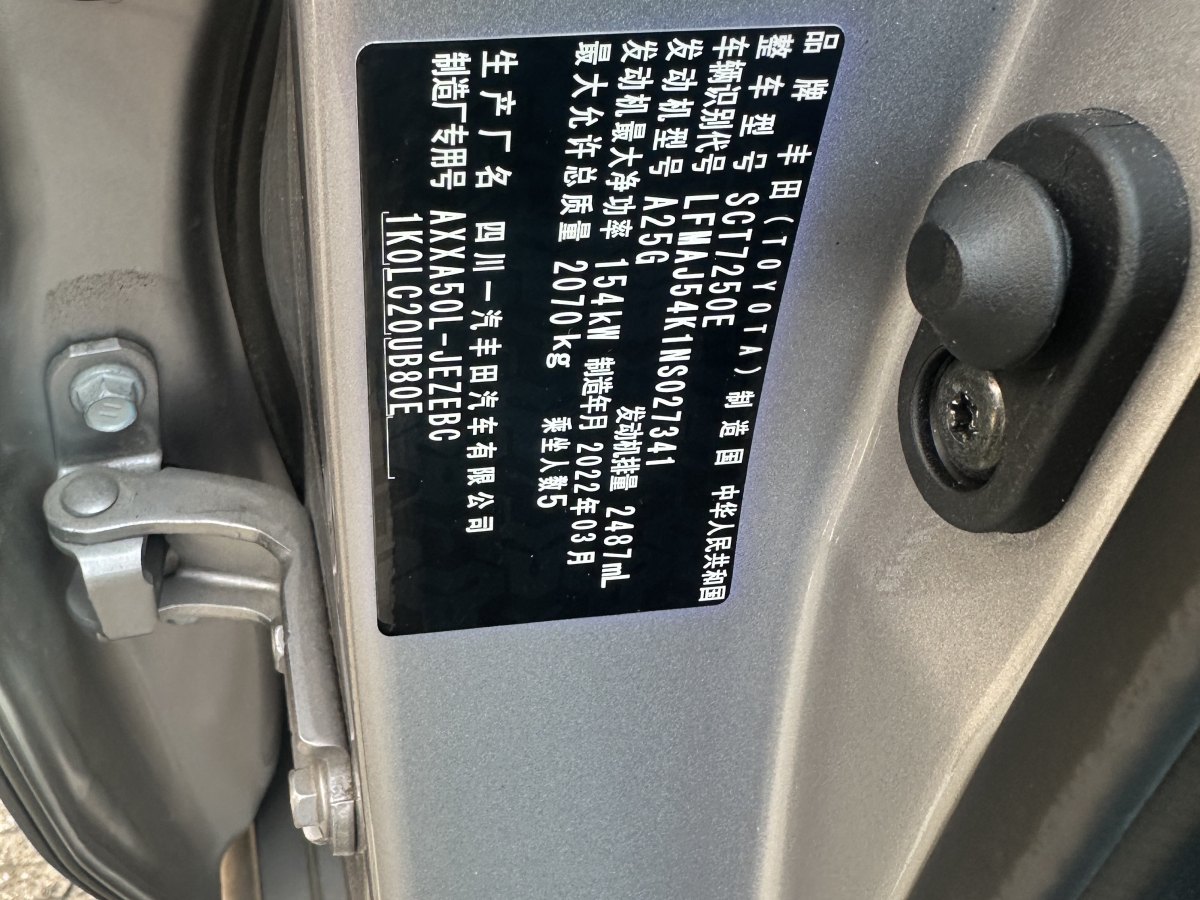 品牌 丰田(TOYOTA) 制造国 中华人民共和国
整车型号 SCT7250E
车辆识别代号 LFMAJ54K1NS027341
发动机型号 A25G 发动机排量 2487mL
发动机最大净功率 154kW 制造年月 2022年03月
最大允许总质量 2070kg 乘坐人数5
生产厂名 四川一汽丰田汽车有限公司
制造厂专用号 AXXA50L-JEZEBC
1K0LC20UB80E